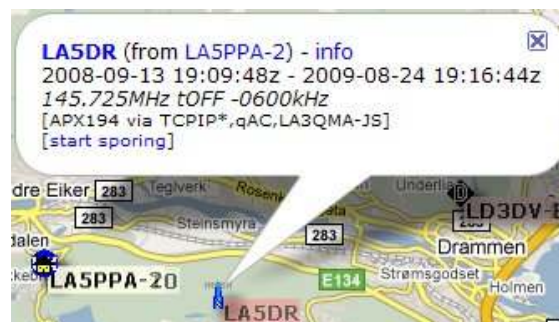 LA5DR (from LA5PPA-2) - info
2008-09-13 19:09:48z - 2009-08-24 19:16:44z
145.725MHz tOFF -0600kHz
[APX194 via TCPIP*,qAC,LA3QMA-JS]
[start sporing]
dre Eiker 283 Teglverk
283
Steinsmyra
283
LD3DV-
Drammen
dalen
LA5PPA-20
E134 Strømsgodset
Holmen
LA5DR